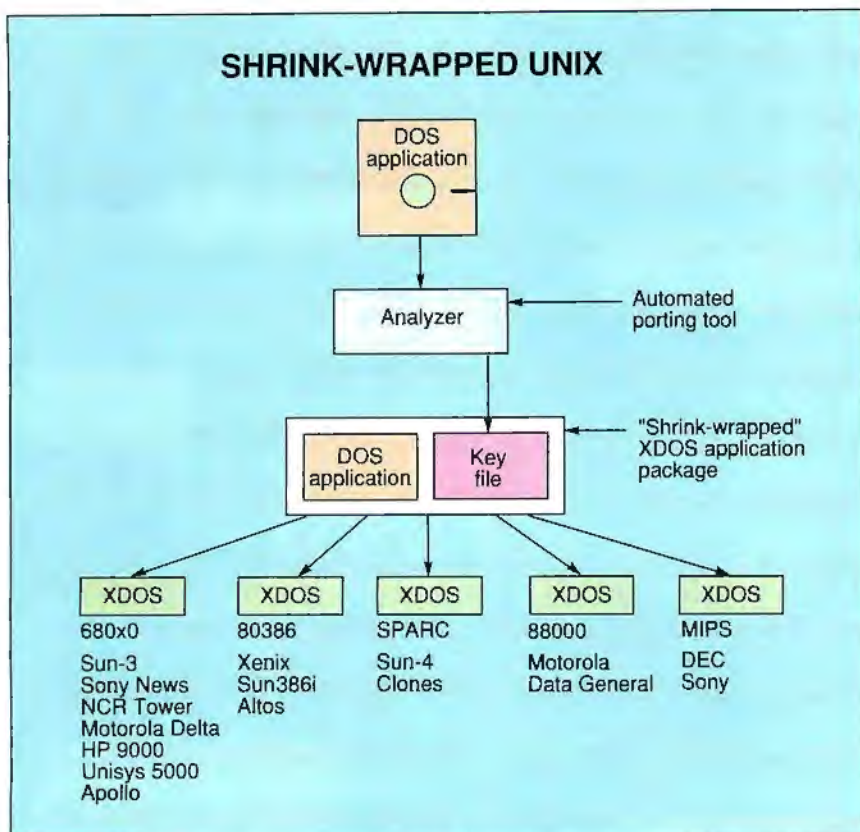 SHRINK-WRAPPED UNIX
DOS
application
Analyzer
Automated
porting tool
DOS
application
Key
file
"Shrink-wrapped"
XDOS application
package
XDOS
680x0
Sun-3
Sony News
NCR Tower
Motorola Delta
HP 9000
Unisys 5000
Apollo
XDOS
80386
Xenix
Sun386i
Altos
XDOS
SPARC
Sun-4
Clones
XDOS
88000
Motorola
Data General
XDOS
MIPS
DEC
Sony